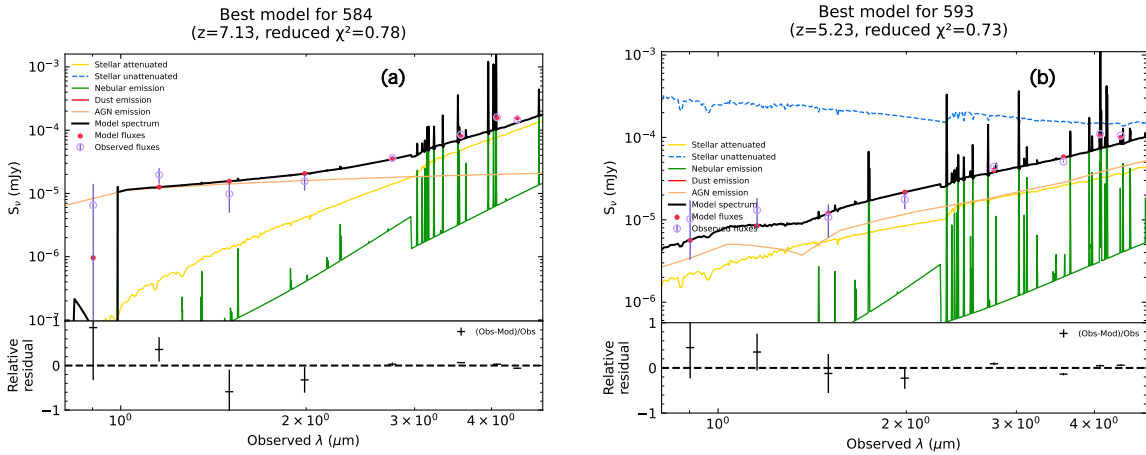 Best model for 584
(z=7.13, reduced χ²=0.78)
(a)
10⁻³
10⁻⁴
10⁻⁵
10⁻⁶
10⁻⁷
S_ν (mJy)
Stellar attenuated
Stellar unattenuated
Nebular emission
Dust emission
AGN emission
Model spectrum
Model fluxes
Observed fluxes
1
0
−1
Relative
residual
(Obs-Mod)/Obs
10⁰
2 × 10⁰
3 × 10⁰
4 × 10⁰
Observed λ (μm)
Best model for 593
(z=5.23, reduced χ²=0.73)
(b)
10⁻³
10⁻⁴
10⁻⁵
10⁻⁶
S_ν (mJy)
Stellar attenuated
Stellar unattenuated
Nebular emission
Dust emission
AGN emission
Model spectrum
Model fluxes
Observed fluxes
1
0
−1
Relative
residual
(Obs-Mod)/Obs
10⁰
2 × 10⁰
3 × 10⁰
4 × 10⁰
Observed λ (μm)